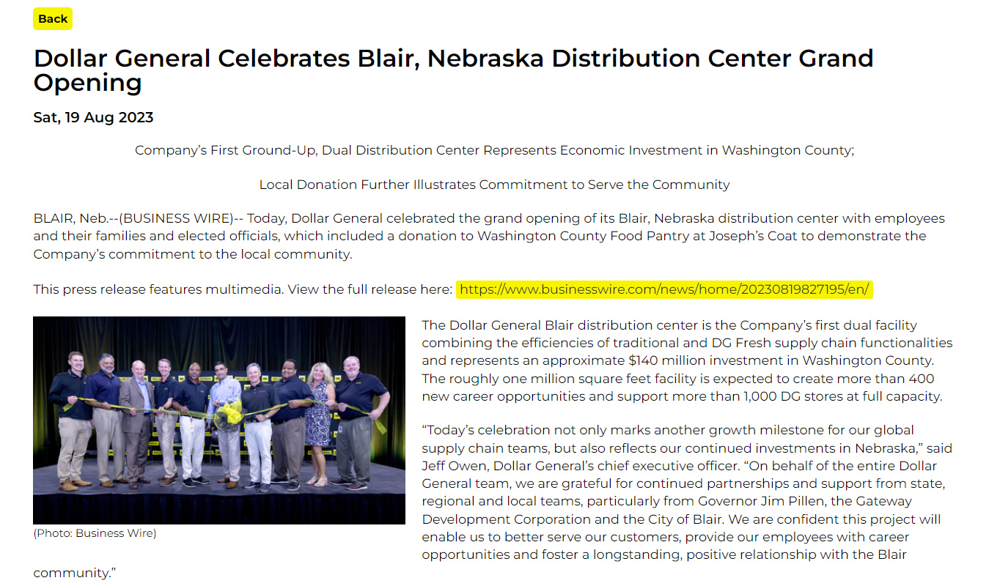 Back
Dollar General Celebrates Blair, Nebraska Distribution Center Grand
Opening
Sat, 19 Aug 2023
Company’s First Ground-Up, Dual Distribution Center Represents Economic Investment in Washington County;
Local Donation Further Illustrates Commitment to Serve the Community
BLAIR, Neb.--(BUSINESS WIRE)-- Today, Dollar General celebrated the grand opening of its Blair, Nebraska distribution center with employees
and their families and elected officials, which included a donation to Washington County Food Pantry at Joseph’s Coat to demonstrate the
Company’s commitment to the local community.
This press release features multimedia. View the full release here: https://www.businesswire.com/news/home/20230819827195/en/
The Dollar General Blair distribution center is the Company’s first dual facility
combining the efficiencies of traditional and DG Fresh supply chain functionalities
and represents an approximate $140 million investment in Washington County.
The roughly one million square feet facility is expected to create more than 400
new career opportunities and support more than 1,000 DG stores at full capacity.
“Today’s celebration not only marks another growth milestone for our global
supply chain teams, but also reflects our continued investments in Nebraska,” said
Jeff Owen, Dollar General’s chief executive officer. “On behalf of the entire Dollar
General team, we are grateful for continued partnerships and support from state,
regional and local teams, particularly from Governor Jim Pillen, the Gateway
Development Corporation and the City of Blair. We are confident this project will
enable us to better serve our customers, provide our employees with career
opportunities and foster a longstanding, positive relationship with the Blair
community.”
(Photo: Business Wire)